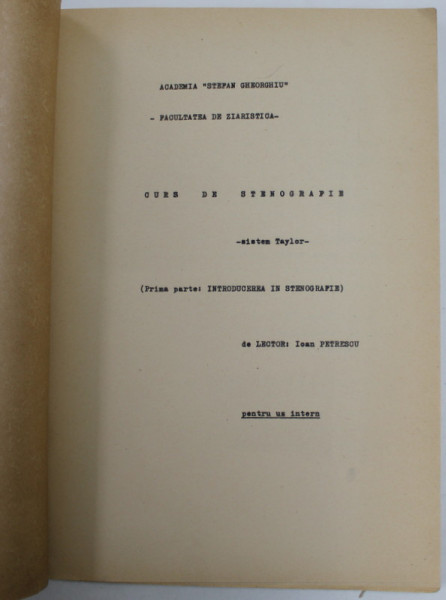 ACADEMIA "STEFAN GHEORGHIU"
- FACULTATEA DE ZIARISTICA-
CURS DE STENOGRAFIE
-sistem Taylor-
(Prima parte: INTRODUCEREA IN STENOGRAFIE)
de LECTOR: Ioan PETRESCU
pentru uz intern